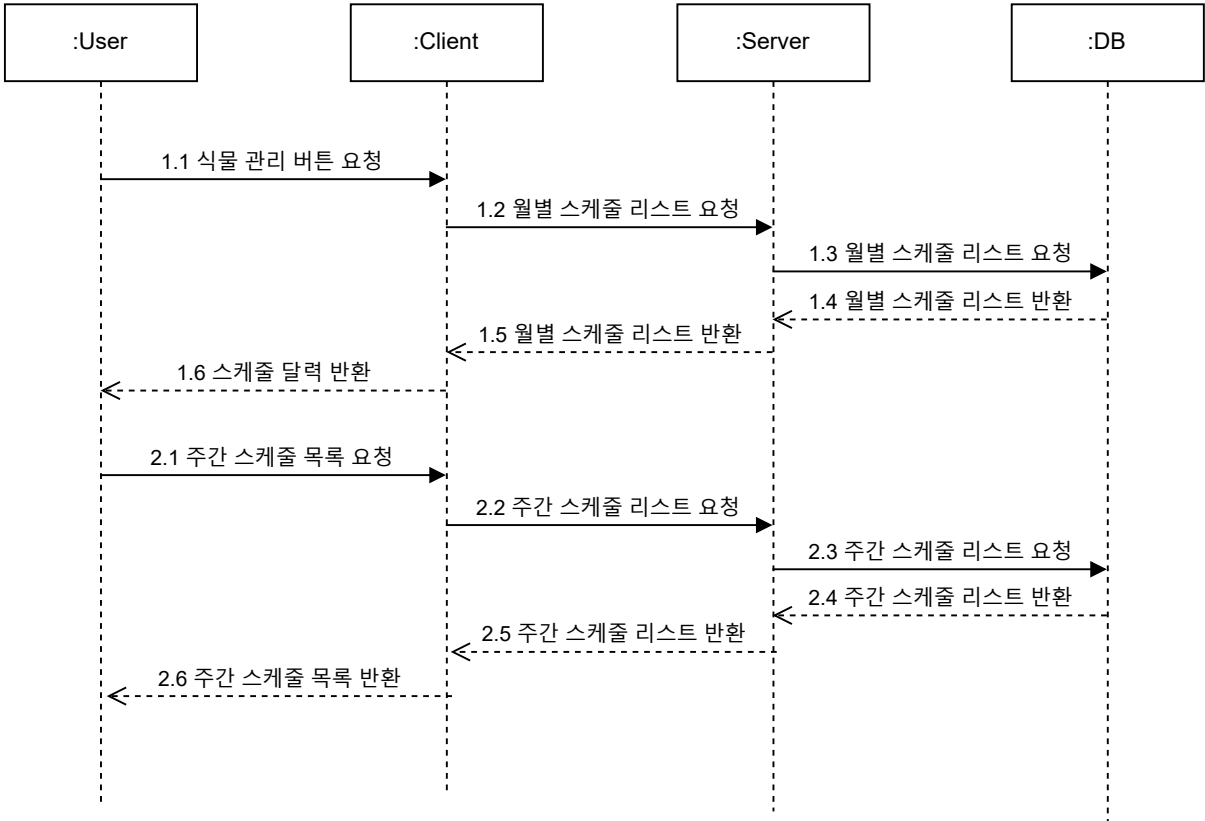 :User
:Client
:Server
:DB
1.1 식물 관리 버튼 요청
1.2 월별 스케줄 리스트 요청
1.3 월별 스케줄 리스트 요청
1.4 월별 스케줄 리스트 반환
1.5 월별 스케줄 리스트 반환
1.6 스케줄 달력 반환
2.1 주간 스케줄 목록 요청
2.2 주간 스케줄 리스트 요청
2.3 주간 스케줄 리스트 요청
2.4 주간 스케줄 리스트 반환
2.5 주간 스케줄 리스트 반환
2.6 주간 스케줄 목록 반환